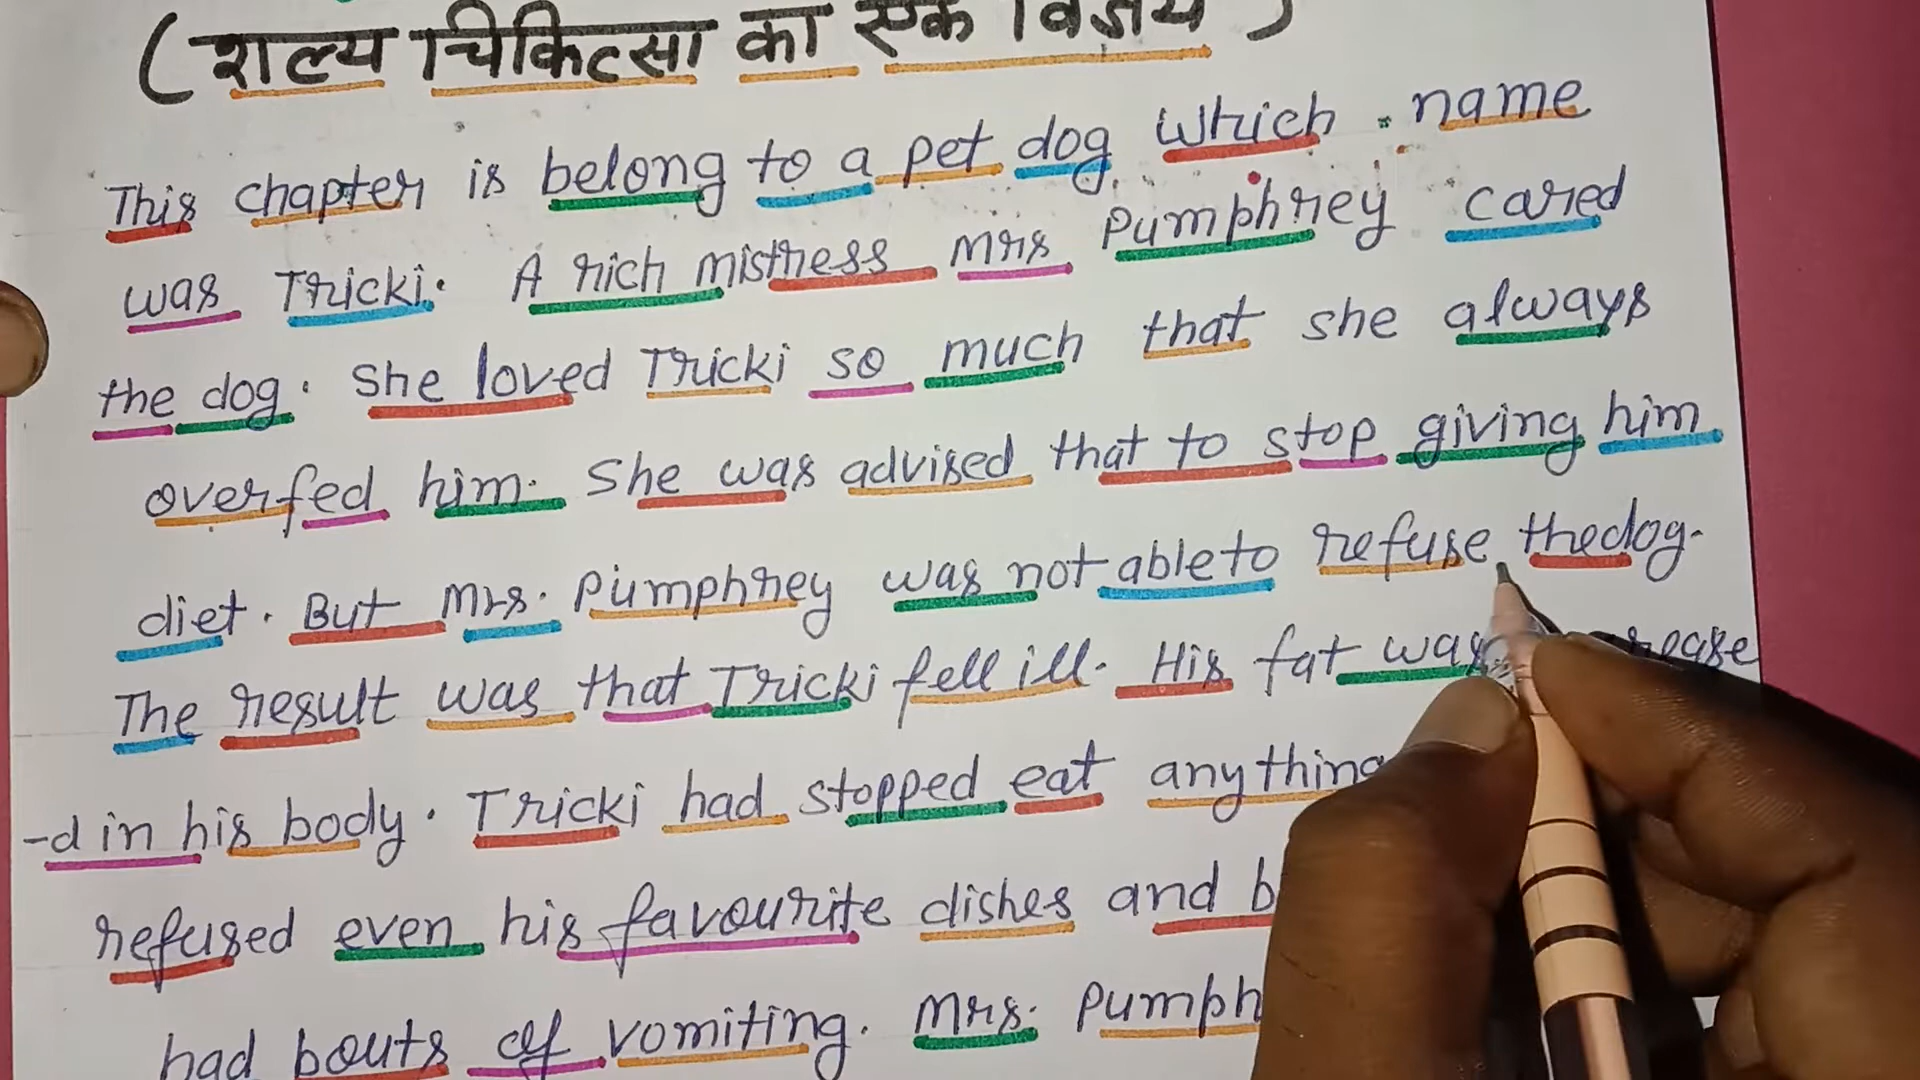 (शल्य चिकित्सा का एक विजय)
This chapter is belong to a pet dog which name
was Tricki. A rich mistress Mrs Pumphrey cared
the dog. She loved Tricki so much that she always
overfed him. She was advised that to stop giving him
diet. But Mrs. Pumphrey was not able to refuse the dog.
The result was that Tricki fell ill. His fat was
-d in his body. Tricki had stopped eat anything
refused even his favourite dishes and
had bouts of vomiting. Mrs.